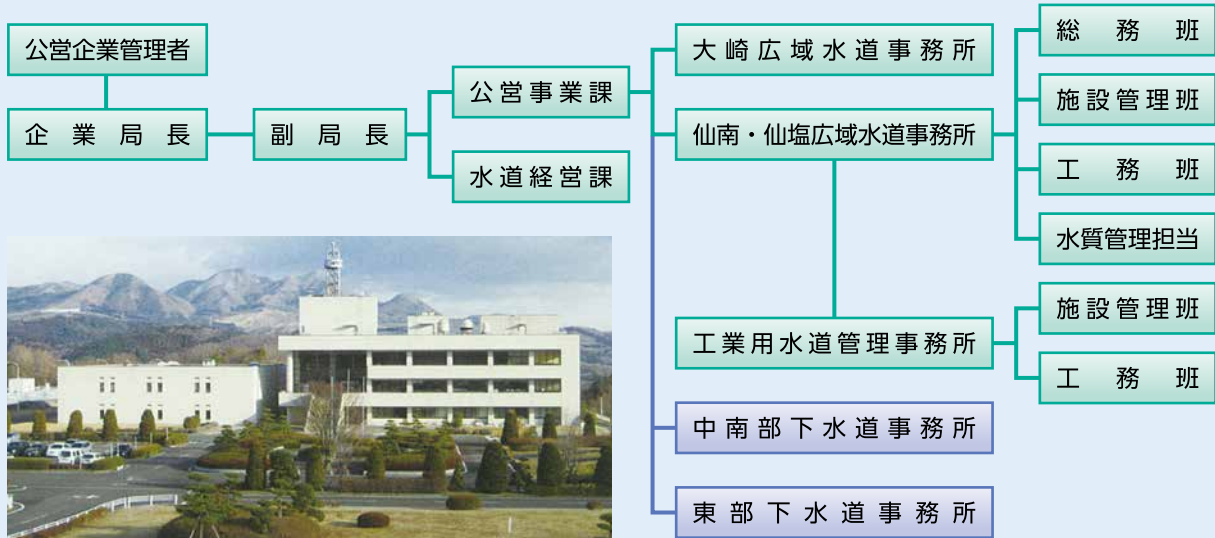 公営企業管理者
企業局長
副局長
公営事業課
水道経営課
大崎広域水道事務所
仙南・仙塩広域水道事務所
総務班
施設管理班
工務班
水質管理担当
工業用水道管理事務所
施設管理班
工務班
中南部下水道事務所
東部下水道事務所